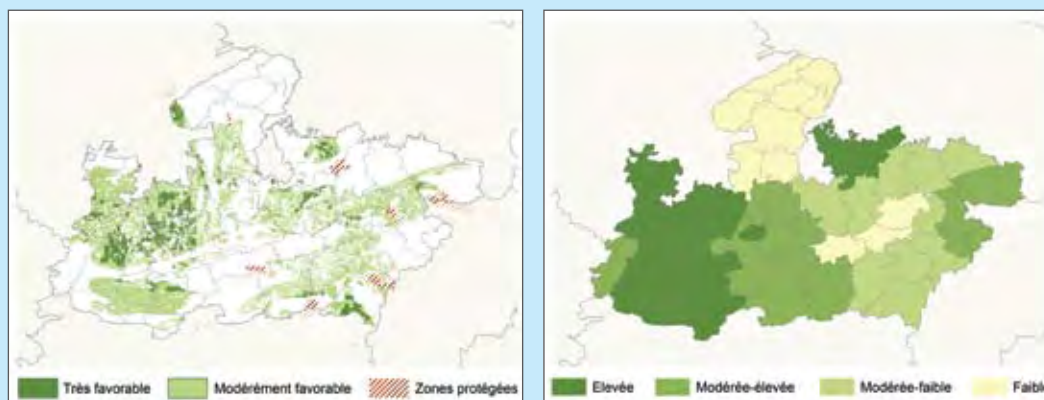 Très favorable Modérément favorable Zones protégées
Elevée Modérée-élevée Modérée-faible Faible